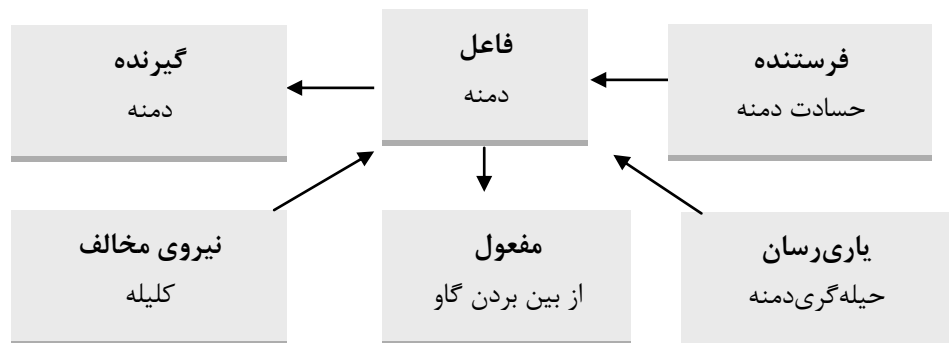 فرستنده
حسادت دمنه
فاعل
دمنه
گیرنده
دمنه
یاری‌رسان
حیله‌گری‌دمنه
مفعول
از بین بردن گاو
نیروی مخالف
کلیله